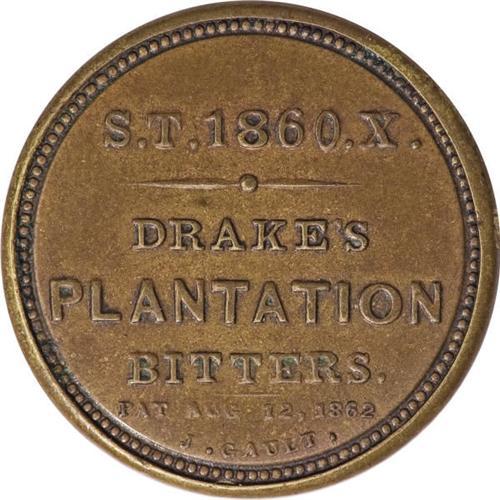 S.T.1860.X.
DRAKE'S
PLANTATION
BITTERS.
PAT AUG 12, 1862
J. GAULT,